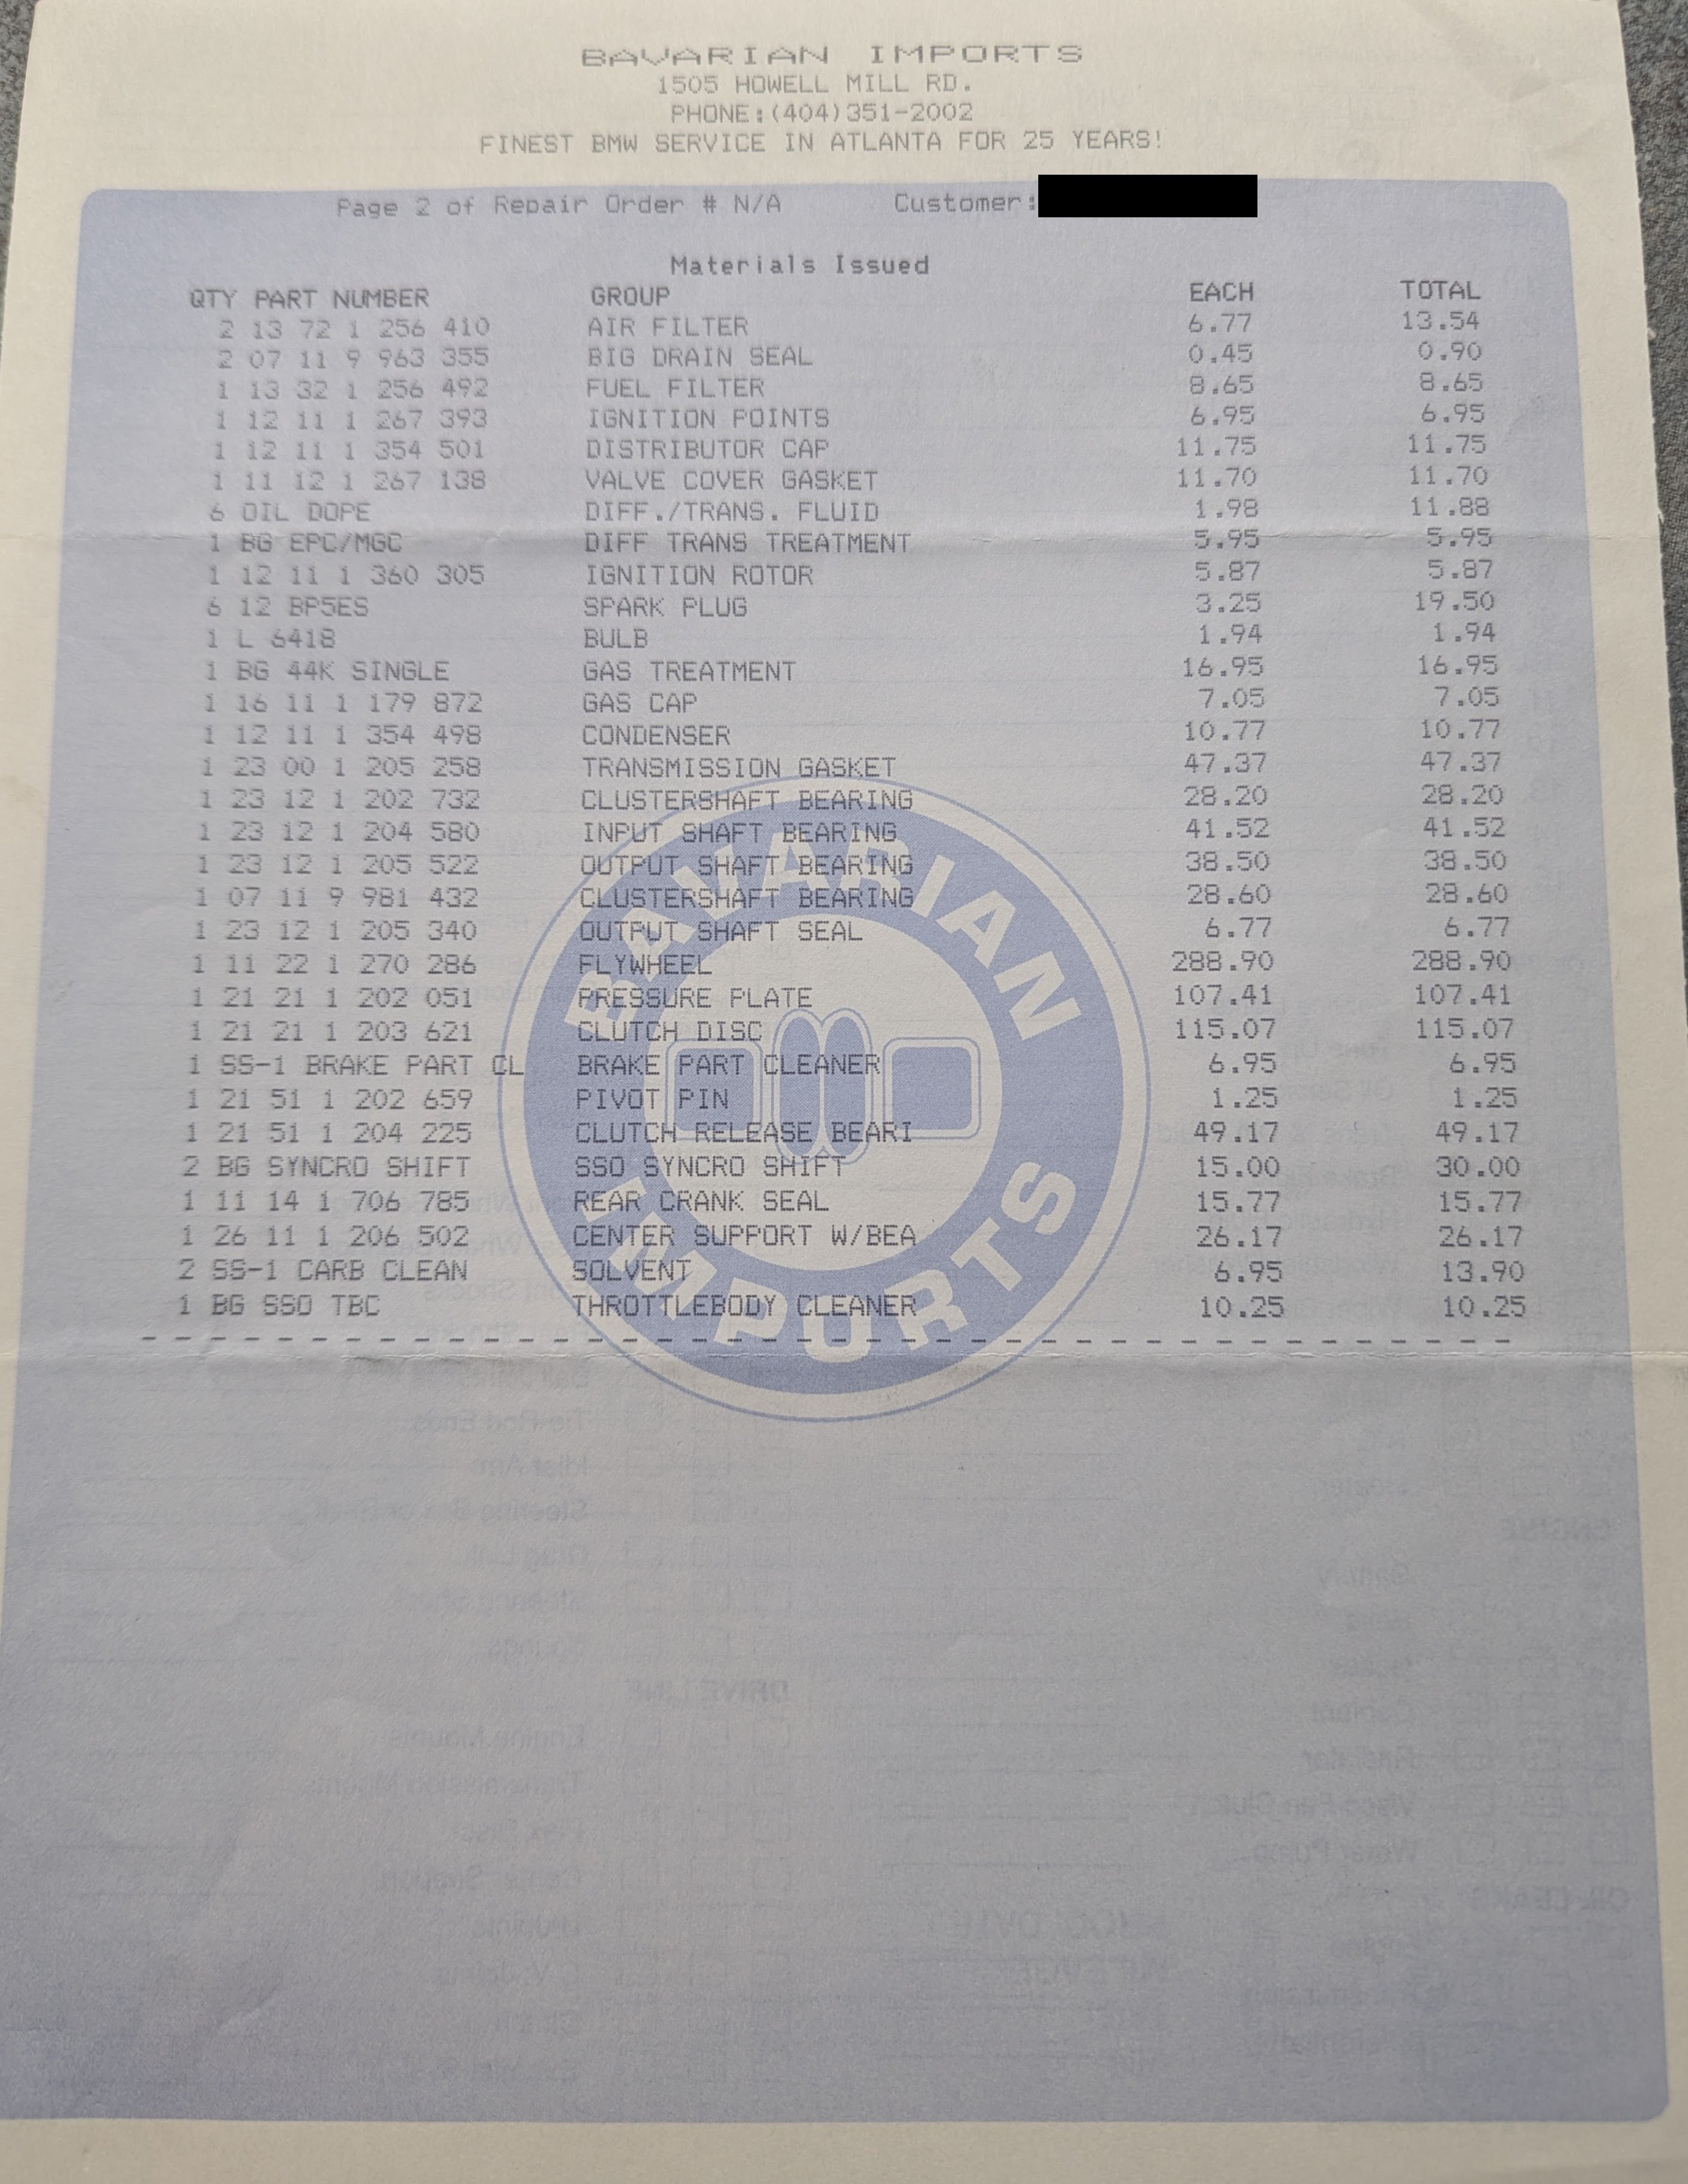 BAVARIAN IMPORTS
1505 HOWELL MILL RD.
PHONE:(404)351-2002
FINEST BMW SERVICE IN ATLANTA FOR 25 YEARS!
Page 2 of Repair Order # N/A Customer:
Materials Issued
QTY PART NUMBER GROUP EACH TOTAL
2 13 72 1 256 410 AIR FILTER 6.77 13.54
2 07 11 9 963 355 BIG DRAIN SEAL 0.45 0.90
1 13 32 1 256 492 FUEL FILTER 8.65 8.65
1 12 11 1 267 393 IGNITION POINTS 6.95 6.95
1 12 11 1 354 501 DISTRIBUTOR CAP 11.75 11.75
1 11 12 1 267 138 VALVE COVER GASKET 11.70 11.70
6 OIL DOPE DIFF./TRANS. FLUID 1.98 11.88
1 BG EPC/MGC DIFF TRANS TREATMENT 5.95 5.95
1 12 11 1 360 305 IGNITION ROTOR 5.87 5.87
6 12 BP5ES SPARK PLUG 3.25 19.50
1 L 6418 BULB 1.94 1.94
1 BG 44K SINGLE GAS TREATMENT 16.95 16.95
1 16 11 1 179 872 GAS CAP 7.05 7.05
1 12 11 1 354 498 CONDENSER 10.77 10.77
1 23 00 1 205 258 TRANSMISSION GASKET 47.37 47.37
1 23 12 1 202 732 CLUSTERSHAFT BEARING 28.20 28.20
1 23 12 1 204 580 INPUT SHAFT BEARING 41.52 41.52
1 23 12 1 205 522 OUTPUT SHAFT BEARING 38.50 38.50
1 07 11 9 981 432 CLUSTERSHAFT BEARING 28.60 28.60
1 23 12 1 205 340 OUTPUT SHAFT SEAL 6.77 6.77
1 11 22 1 270 286 FLYWHEEL 288.90 288.90
1 21 21 1 202 051 PRESSURE PLATE 107.41 107.41
1 21 21 1 203 621 CLUTCH DISC 115.07 115.07
1 SS-1 BRAKE PART CL BRAKE PART CLEANER 6.95 6.95
1 21 51 1 202 659 PIVOT PIN 1.25 1.25
1 21 51 1 204 225 CLUTCH RELEASE BEARI 49.17 49.17
2 BG SYNCRO SHIFT SSO SYNCRO SHIFT 15.00 30.00
1 11 14 1 706 785 REAR CRANK SEAL 15.77 15.77
1 26 11 1 206 502 CENTER SUPPORT W/BEA 26.17 26.17
2 SS-1 CARB CLEAN SOLVENT 6.95 13.90
1 BG SSO TBC THROTTLEBODY CLEANER 10.25 10.25
BAVARIAN
IMPORTS